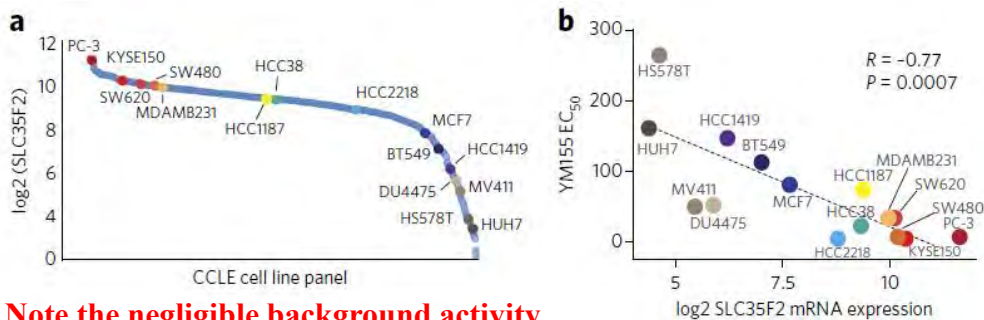 a
12
10
8
6
4
2
0
log2 (SLC35F2)
PC-3
KYSE150
SW480
SW620
MDAMB231
HCC38
HCC1187
HCC2218
MCF7
BT549
HCC1419
DU4475
MV411
HS578T
HUH7
CCLE cell line panel
Note the negligible background activity
b
300
200
100
0
YM155 EC50
R = –0.77
P = 0.0007
HS578T
HUH7
HCC1419
BT549
MCF7
MV411
DU4475
HCC1187
MDAMB231
SW620
HCC38
SW480
PC-3
HCC2218
KYSE150
5
7.5
10
log2 SLC35F2 mRNA expression